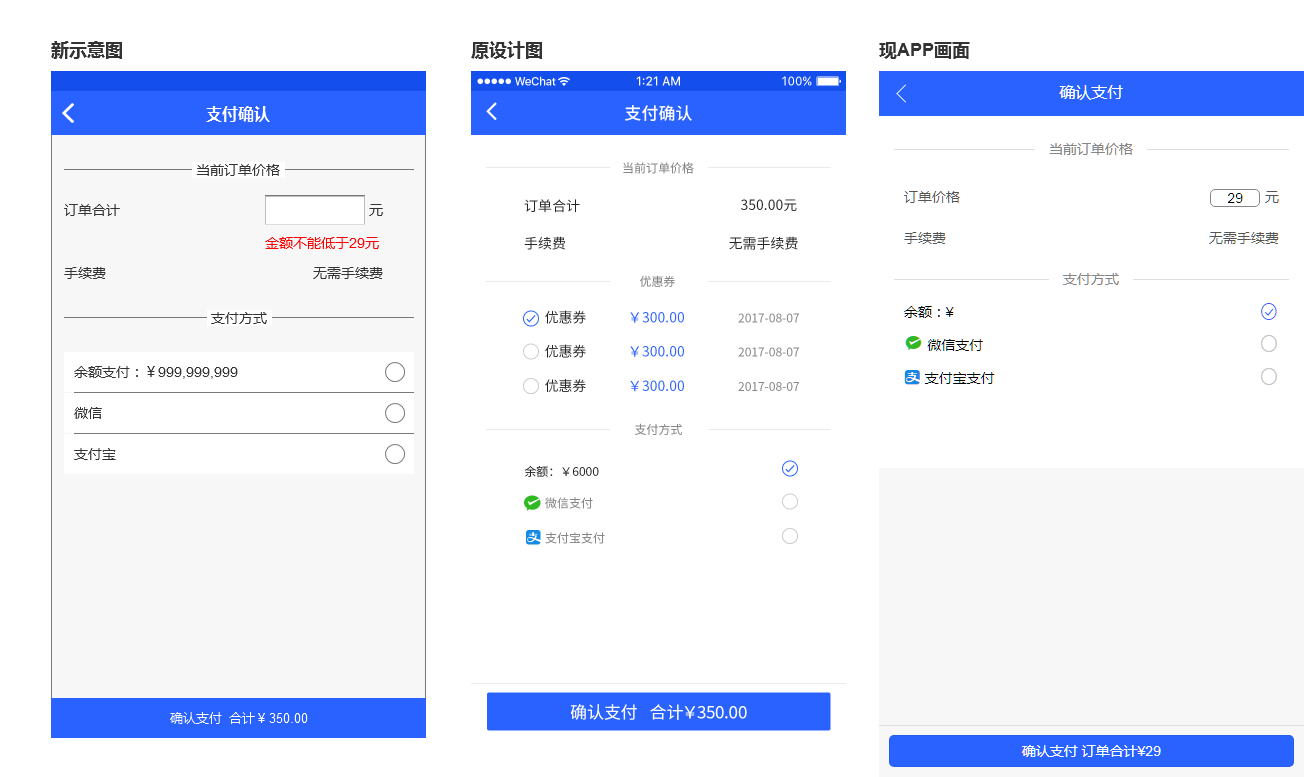 新示意图
支付确认
当前订单价格
订单合计 元
金额不能低于29元
手续费 无需手续费
支付方式
余额支付：￥999,999,999
微信
支付宝
确认支付 合计 ¥ 350.00
原设计图
WeChat 1:21 AM 100%
支付确认
当前订单价格
订单合计 350.00元
手续费 无需手续费
优惠券
优惠券 ￥300.00 2017-08-07
优惠券 ￥300.00 2017-08-07
优惠券 ￥300.00 2017-08-07
支付方式
余额: ￥6000
微信支付
支付宝支付
确认支付 合计¥350.00
现APP画面
确认支付
当前订单价格
订单价格 29 元
手续费 无需手续费
支付方式
余额：¥
微信支付
支 支付宝支付
确认支付 订单合计¥29